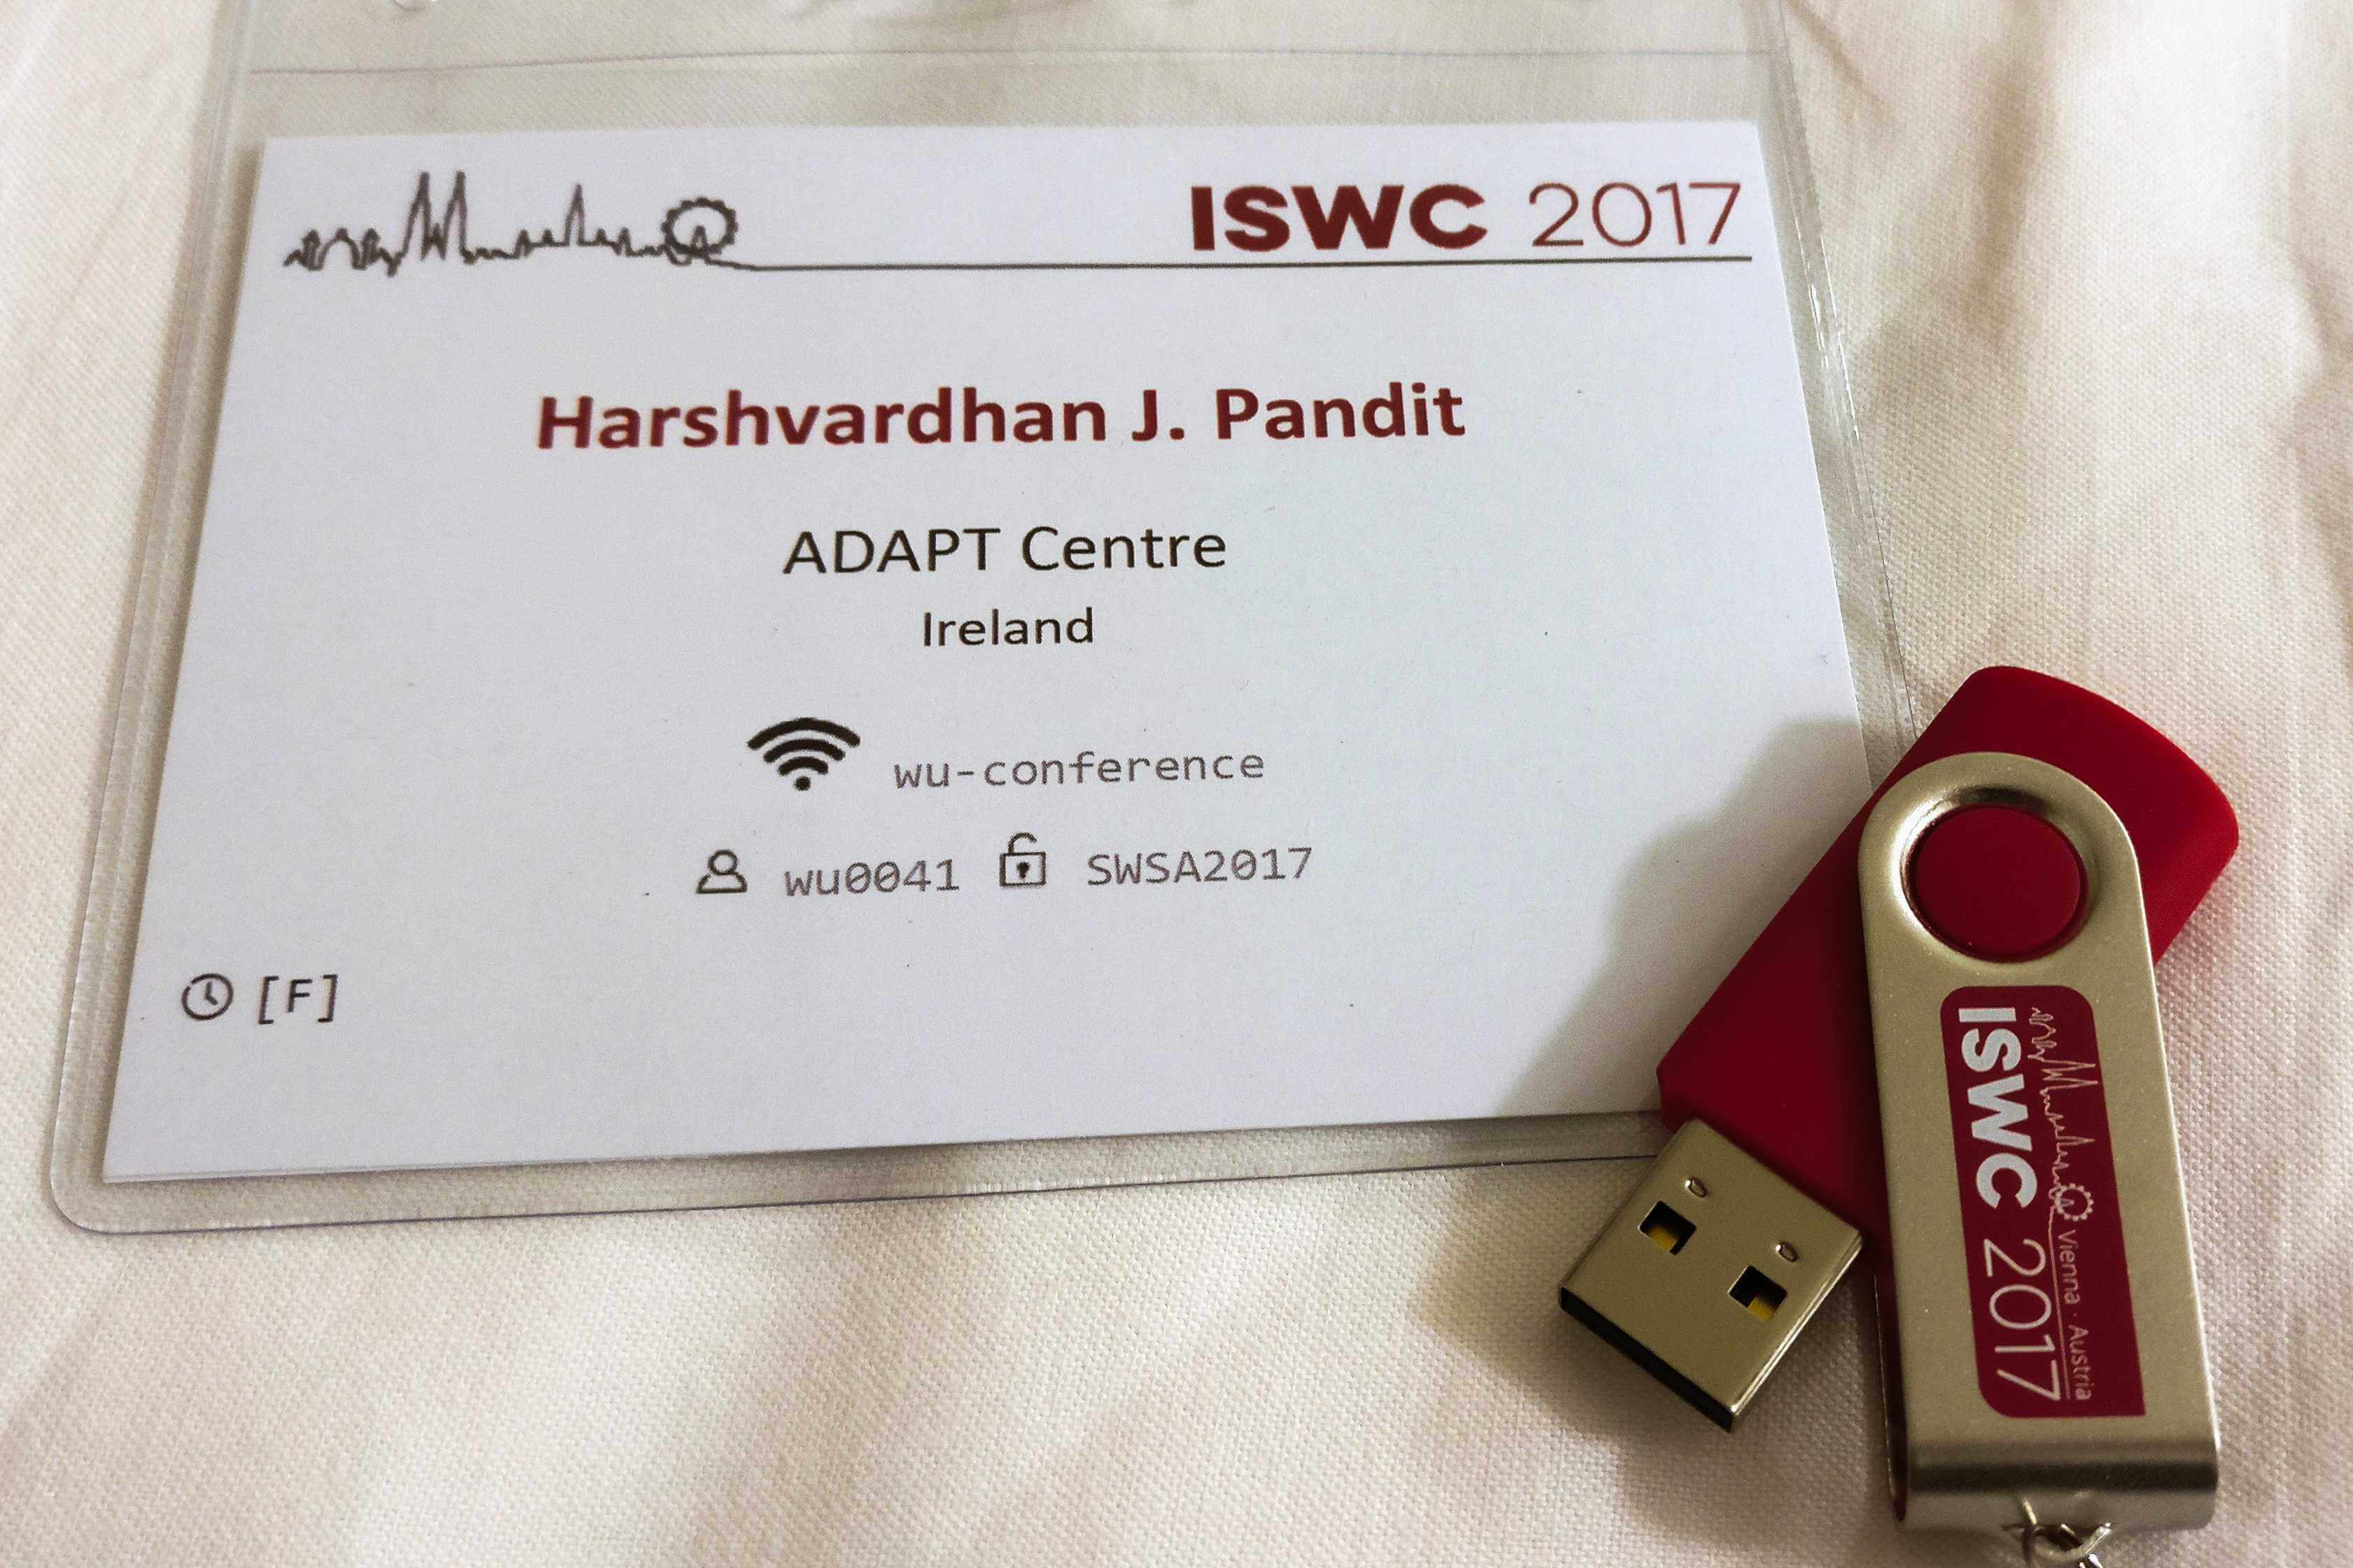 ISWC 2017
Harshvardhan J. Pandit
ADAPT Centre
Ireland
wu-conference
wu0041 SWSA2017
[F]
Vienna · Austria
ISWC 2017